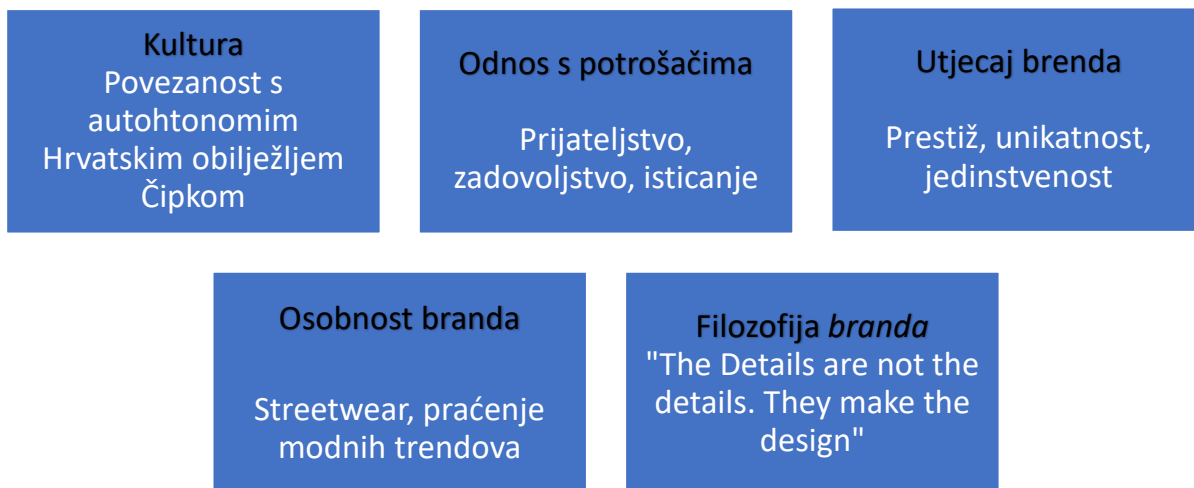 Kultura
Povezanost s
autohtonomim
Hrvatskim obilježljem
Čipkom
Odnos s potrošačima
Prijateljstvo,
zadovoljstvo, isticanje
Utjecaj brenda
Prestiž, unikatnost,
jedinstvenost
Osobnost branda
Streetwear, praćenje
modnih trendova
Filozofija branda
"The Details are not the
details. They make the
design"